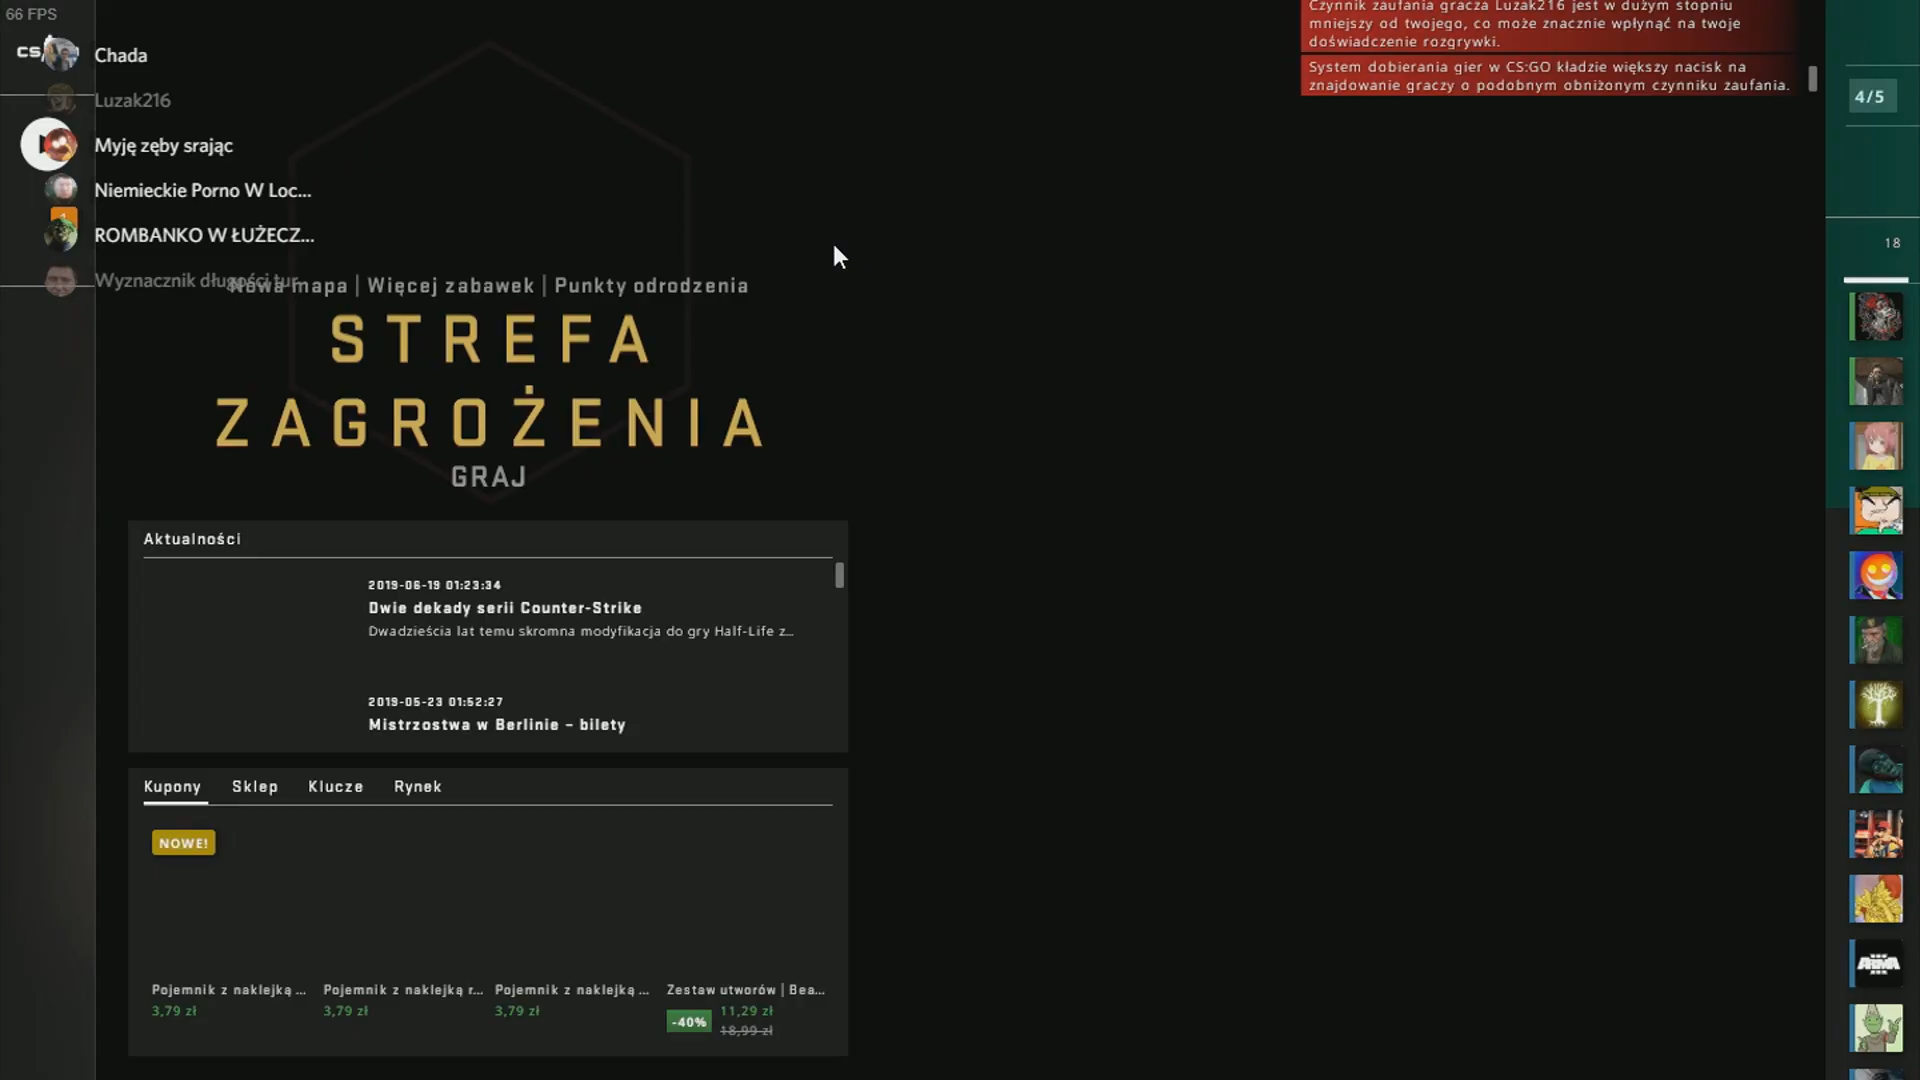 66 FPS
Chada
Luzak216
Myję zęby srając
Niemieckie Porno W Loc...
ROMBANKO W ŁUŻECZ...
Wyznacznik długości tur...
Czynnik zaufania gracza Luzak216 jest w dużym stopniu
mniejszy od twojego, co może znacznie wpłynąć na twoje
doświadczenie rozgrywki.
System dobierania gier w CS:GO kładzie większy nacisk na
znajdowanie graczy o podobnym obniżonym czynniku zaufania.
4/5
18
Nowa mapa | Więcej zabawek | Punkty odrodzenia
STREFA
ZAGROŻENIA
GRAJ
Aktualności
2019-06-19 01:23:34
Dwie dekady serii Counter-Strike
Dwadzieścia lat temu skromna modyfikacja do gry Half-Life z...
2019-05-23 01:52:27
Mistrzostwa w Berlinie – bilety
Kupony Sklep Klucze Rynek
NOWE!
Pojemnik z naklejką ... Pojemnik z naklejką r... Pojemnik z naklejką ... Zestaw utworów | Bea...
3,79 zł 3,79 zł 3,79 zł -40% 11,29 zł
18,99 zł
ARMA